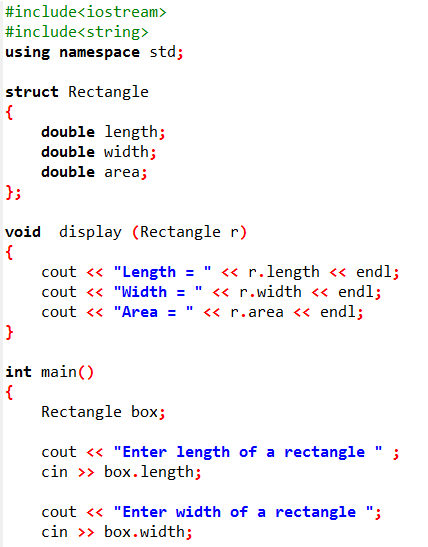 #include<iostream>
#include<string>
using namespace std;
struct Rectangle
{
    double length;
    double width;
    double area;
};
void  display (Rectangle r)
{
    cout << "Length = " << r.length << endl;
    cout << "Width = " << r.width << endl;
    cout << "Area = " << r.area << endl;
}
int main()
{
    Rectangle box;
    cout << "Enter length of a rectangle " ;
    cin >> box.length;
    cout << "Enter width of a rectangle ";
    cin >> box.width;